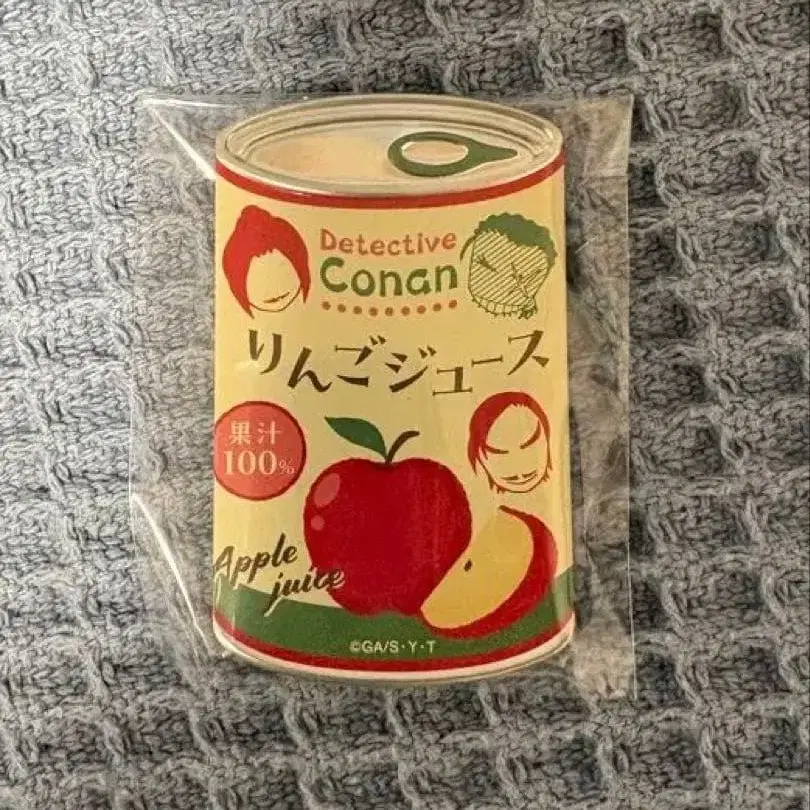 Detective
Conan
りんごジュース
果汁
100%
Apple
juice
©GA/S・Y・T